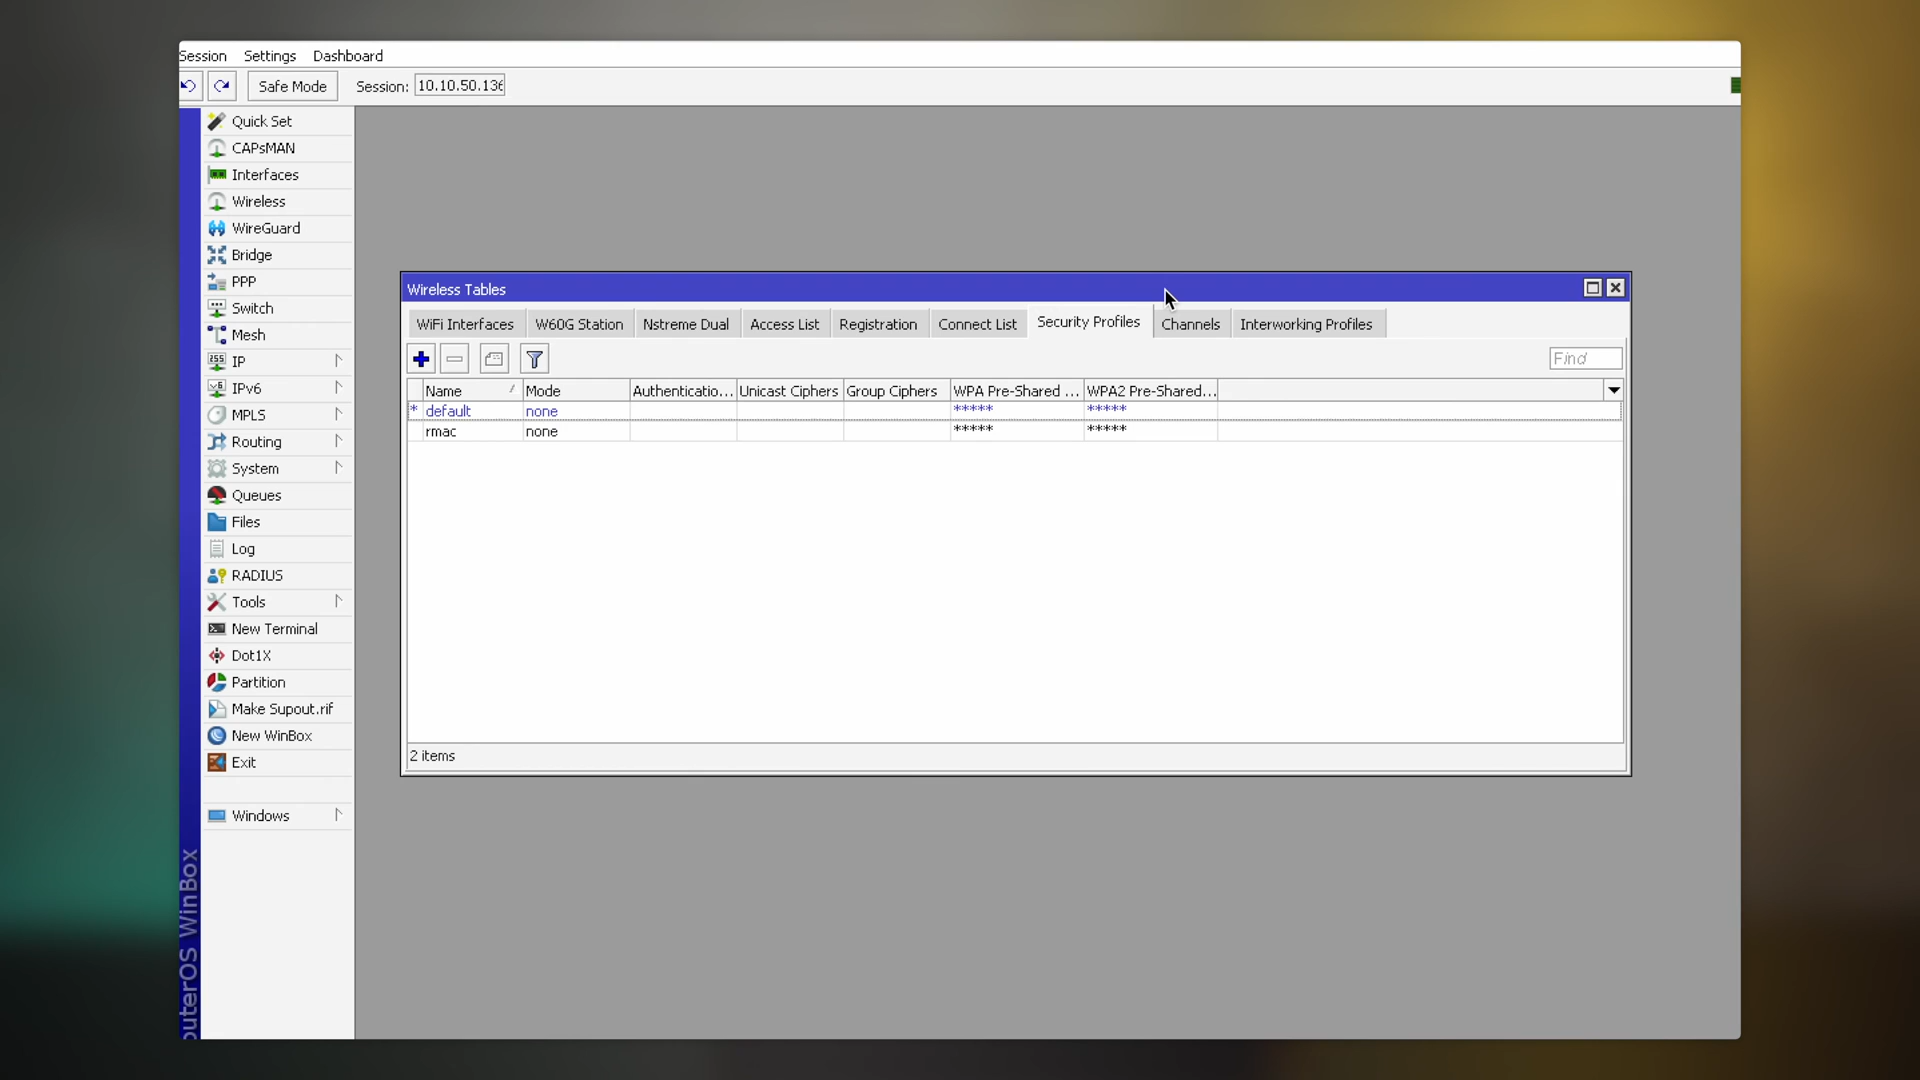 Session Settings Dashboard
Safe Mode Session: 10.10.50.136
Quick Set
CAPsMAN
Interfaces
Wireless
WireGuard
Bridge
PPP
Switch
Mesh
IP
IPv6
MPLS
Routing
System
Queues
Files
Log
RADIUS
Tools
New Terminal
Dot1X
Partition
Make Supout.rif
New WinBox
Exit
Windows
outerOS WinBox
Wireless Tables
WiFi Interfaces W60G Station Nstreme Dual Access List Registration Connect List Security Profiles Channels Interworking Profiles
Find
Name Mode Authenticatio... Unicast Ciphers Group Ciphers WPA Pre-Shared ... WPA2 Pre-Shared...
* default none ***** *****
rmac none ***** *****
2 items